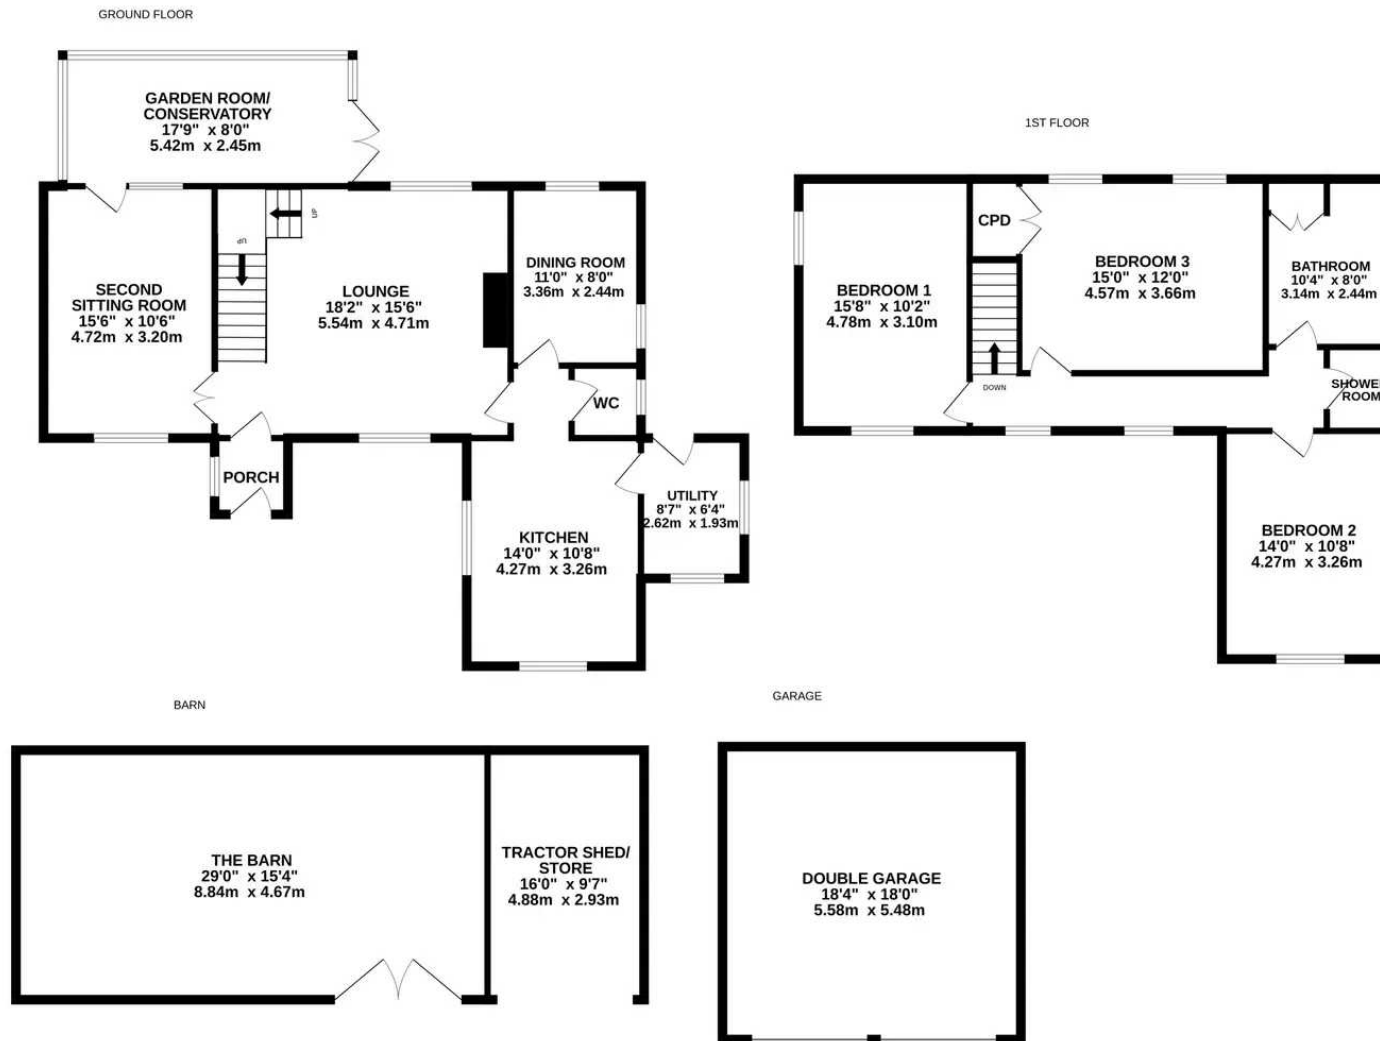 GROUND FLOOR
GARDEN ROOM/
CONSERVATORY
17'9" x 8'0"
5.42m x 2.45m
UP
UP
SECOND
SITTING ROOM
15'6" x 10'6"
4.72m x 3.20m
LOUNGE
18'2" x 15'6"
5.54m x 4.71m
DINING ROOM
11'0" x 8'0"
3.36m x 2.44m
WC
PORCH
KITCHEN
14'0" x 10'8"
4.27m x 3.26m
UTILITY
8'7" x 6'4"
2.62m x 1.93m
1ST FLOOR
BEDROOM 1
15'8" x 10'2"
4.78m x 3.10m
CPD
BEDROOM 3
15'0" x 12'0"
4.57m x 3.66m
BATHROOM
10'4" x 8'0"
3.14m x 2.44m
DOWN
SHOWER
ROOM
BEDROOM 2
14'0" x 10'8"
4.27m x 3.26m
BARN
THE BARN
29'0" x 15'4"
8.84m x 4.67m
TRACTOR SHED/
STORE
16'0" x 9'7"
4.88m x 2.93m
GARAGE
DOUBLE GARAGE
18'4" x 18'0"
5.58m x 5.48m